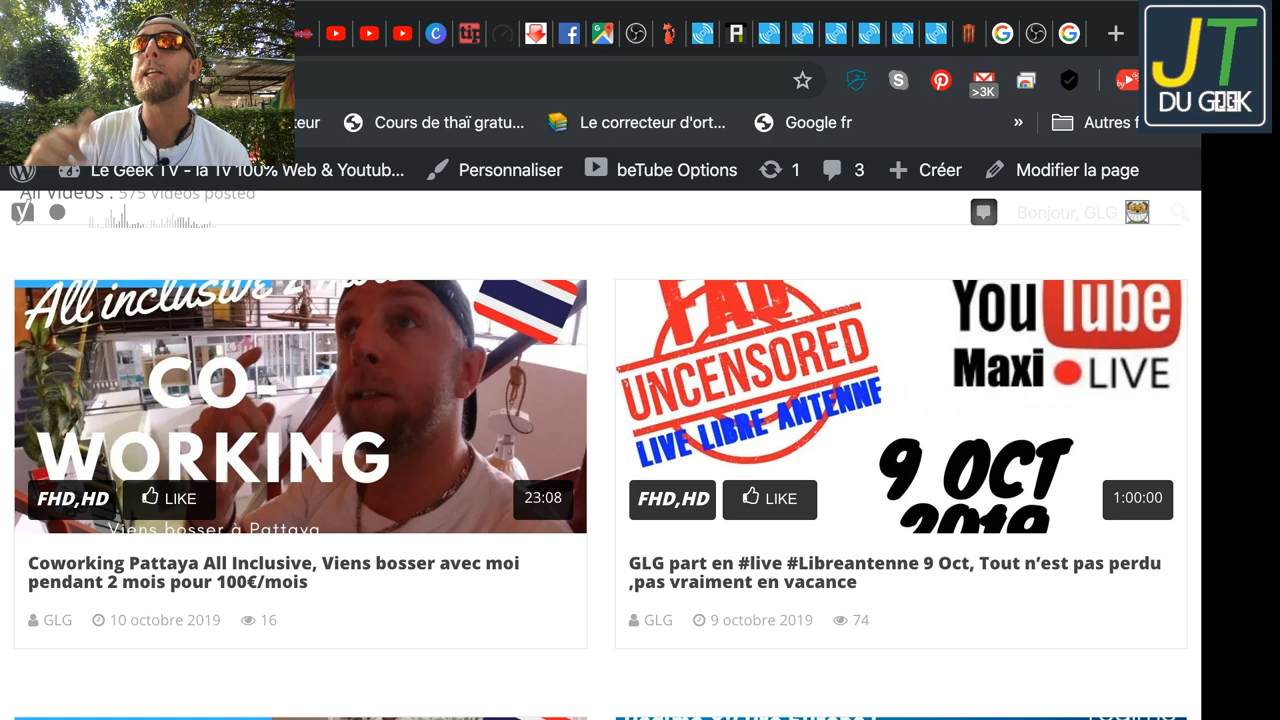 JT
DU GEEK
>3K
Cours de thaï gratu...
Le correcteur d'ort...
Google fr
»
Le Geek TV - la Tv 100% Web & Youtub...
Personnaliser
beTube Options
1
3
Créer
Modifier la page
All videos : 575 videos posted
Bonjour, GLG
All inclusive 2
CO-
WORKING
Viens bosser à Pattaya
FHD,HD
LIKE
23:08
FAQ
UNCENSORED
LIVE LIBRE ANTENNE
YouTube
Maxi LIVE
9 OCT
2019
FHD,HD
LIKE
1:00:00
Coworking Pattaya All Inclusive, Viens bosser avec moi
pendant 2 mois pour 100€/mois
GLG 10 octobre 2019 16
GLG part en #live #Libreantenne 9 Oct, Tout n’est pas perdu
,pas vraiment en vacance
GLG 9 octobre 2019 74